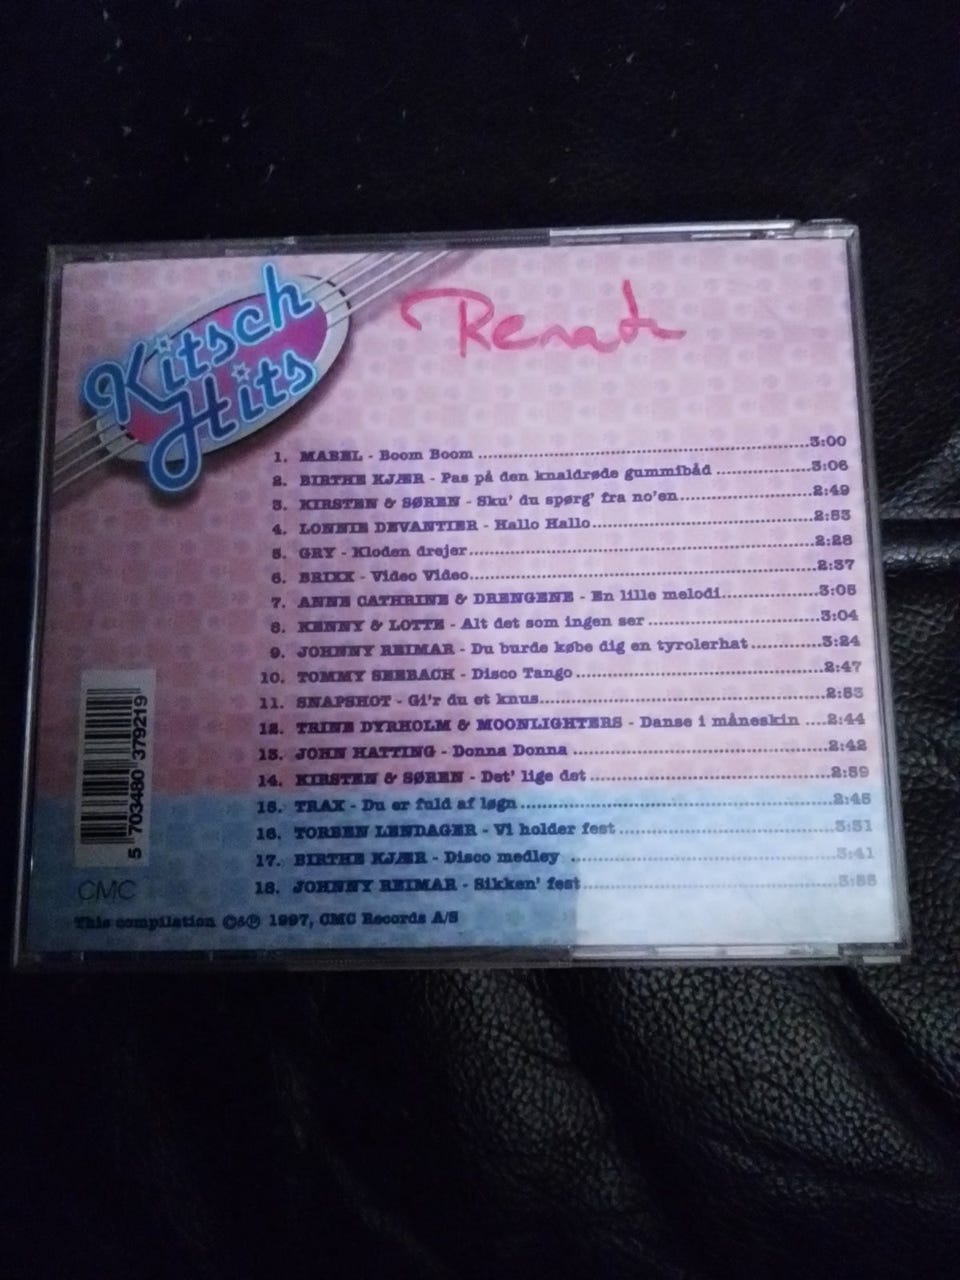 Kitsch
Hits
Renate
1. MABEL - Boom Boom ........ 3:00
2. BIRTHE KJÆR - Pas på den knaldrøde gummibåd ........ 3:06
3. KIRSTEN & SØREN - Sku' du spørg' fra no'en ........ 2:49
4. LONNIE DEVANTIER - Hallo Hallo ........ 2:53
5. GRY - Kloden drejer ........ 2:28
6. BRIXX - Video Video ........ 2:37
7. ANNE CATHRINE & DRENGENE - En lille melodi ........ 3:05
8. KENNY & LOTTE - Alt det som ingen ser ........ 3:04
9. JOHNNY REIMAR - Du burde købe dig en tyrolerhat ........ 3:24
10. TOMMY SEEBACH - Disco Tango ........ 2:47
11. SNAPSHOT - Gi'r du et knus ........ 2:53
12. TRINE DYRHOLM & MOONLIGHTERS - Danse i måneskin .... 2:44
13. JOHN HATTING - Donna Donna ........ 2:42
14. KIRSTEN & SØREN - Det' lige det ........ 2:59
15. TRAX - Du er fuld af løgn ........ 2:45
16. TORBEN LENDAGER - Vi holder fest ........ 3:31
17. BIRTHE KJÆR - Disco medley ........ 3:41
18. JOHNNY REIMAR - Sikken' fest ........
5 703480 379219
CMC
This compilation ©&℗ 1997, CMC Records A/S